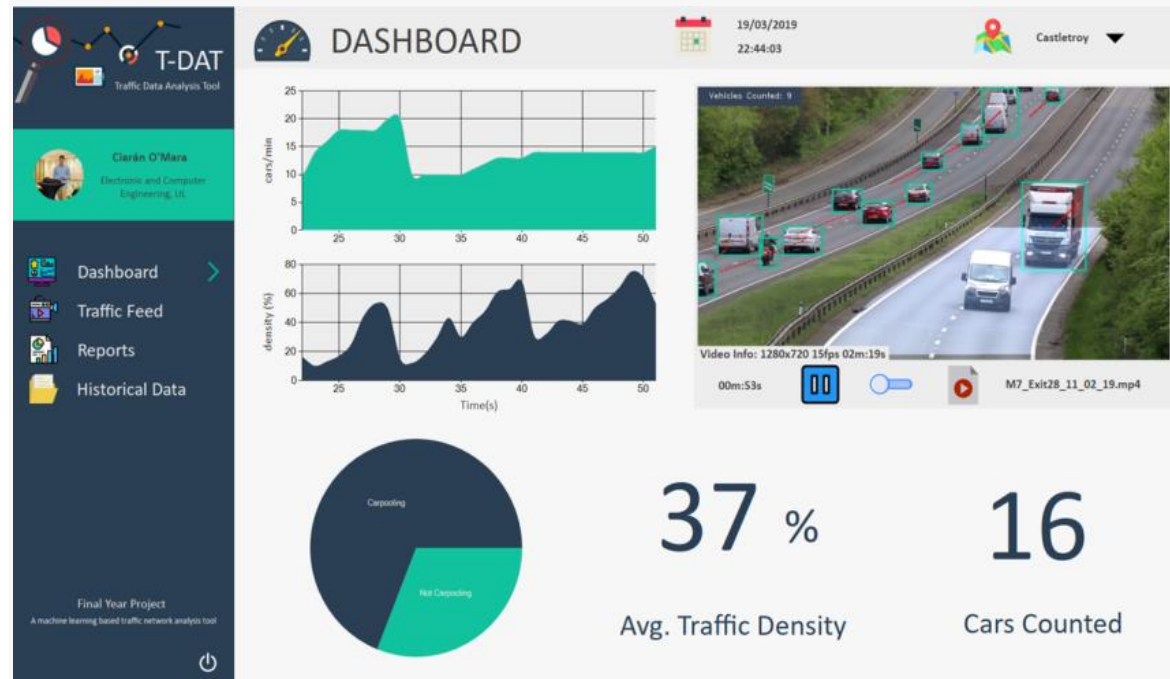 T-DAT
Traffic Data Analysis Tool
Ciarán O'Mara
Electronic and Computer
Engineering, UL
Dashboard
Traffic Feed
Reports
Historical Data
Final Year Project
A machine learning based traffic network analysis tool
DASHBOARD
19/03/2019
22:44:03
Castletroy
cars/min
25
20
15
10
5
0
25 30 35 40 45 50
density (%)
80
60
40
20
0
25 30 35 40 45 50
Time(s)
Vehicles Counted: 9
Video Info: 1280x720 15fps 02m:19s
00m:53s
M7_Exit28_11_02_19.mp4
Carpooling
Not Carpooling
37 %
Avg. Traffic Density
16
Cars Counted